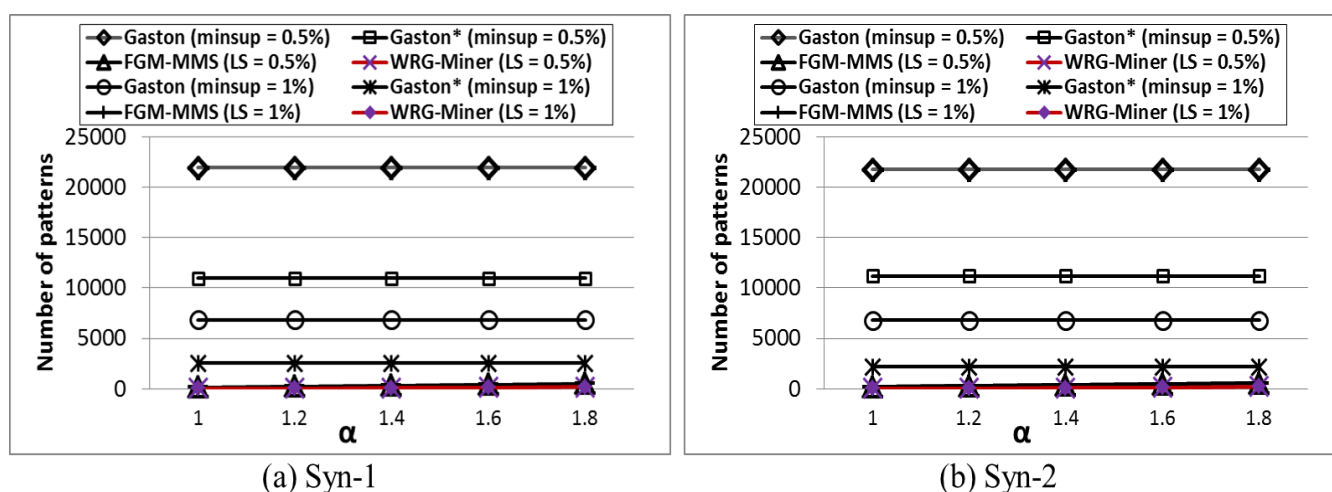 Gaston (minsup = 0.5%) Gaston* (minsup = 0.5%)
FGM-MMS (LS = 0.5%) WRG-Miner (LS = 0.5%)
Gaston (minsup = 1%) Gaston* (minsup = 1%)
FGM-MMS (LS = 1%) WRG-Miner (LS = 1%)
Number of patterns
25000
20000
15000
10000
5000
0
1 1.2 1.4 1.6 1.8
α
(a) Syn-1
Gaston (minsup = 0.5%) Gaston* (minsup = 0.5%)
FGM-MMS (LS = 0.5%) WRG-Miner (LS = 0.5%)
Gaston (minsup = 1%) Gaston* (minsup = 1%)
FGM-MMS (LS = 1%) WRG-Miner (LS = 1%)
Number of patterns
25000
20000
15000
10000
5000
0
1 1.2 1.4 1.6 1.8
α
(b) Syn-2